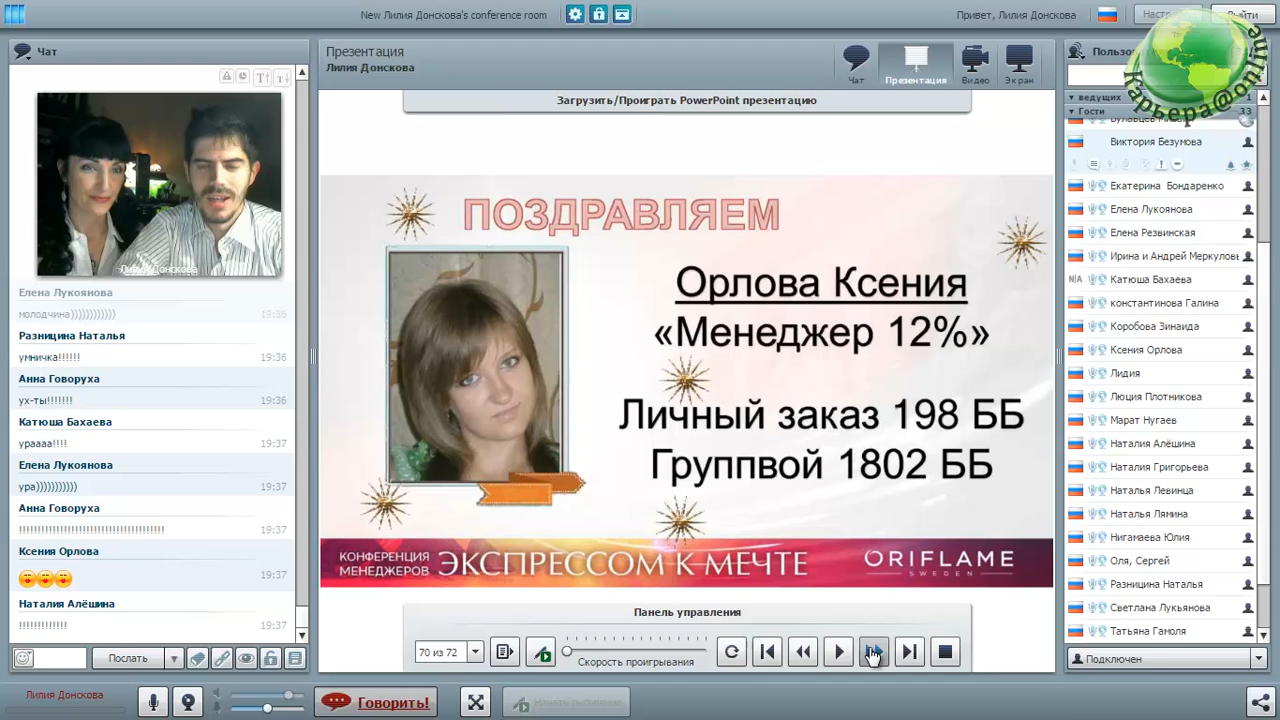 New Лилия Донскова's conference room
Привет, Лилия Донскова
Выйти
Чат
Елена Лукоянова
молодчина)))))))))))) 19:36
Разницина Наталья
умничка!!!!!! 19:36
Анна Говоруха
ух-ты!!!!!!! 19:36
Катюша Бахаева
ураааа!!!! 19:37
Елена Лукоянова
ура))))))))))) 19:37
Анна Говоруха
!!!!!!!!!!!!!!!!!!!!!!!!!!!!!!!!!!!!! 19:37
Ксения Орлова
19:37
Наталия Алёшина
!!!!!!!!!!!!! 19:37
Послать
Лилия Донскова
Презентация
Лилия Донскова
Чат
Презентация
Видео
Экран
Загрузить/Проиграть PowerPoint презентацию
ПОЗДРАВЛЯЕМ
Орлова Ксения
«Менеджер 12%»
Личный заказ 198 ББ
Группвой 1802 ББ
КОНФЕРЕНЦИЯ
МЕНЕДЖЕРОВ
ЭКСПРЕССОМ К МЕЧТЕ
ORIFLAME
SWEDEN
Панель управления
70 из 72
Скорость проигрывания
Говорить!
Карьера@online
ведущих 1
Гости 33
Виктория Безумова
Екатерина Бондаренко
Елена Лукоянова
Елена Резвинская
Ирина и Андрей Меркуловы
N/A Катюша Бахаева
константинова Галина
Коробова Зинаида
Ксения Орлова
Лидия
Люция Плотникова
Марат Нугаев
Наталия Алёшина
Наталия Григорьева
Наталья Левинца
Наталья Лямина
Нигамаева Юлия
Оля, Сергей
Разницина Наталья
Светлана Лукьянова
Татьяна Гамоля
Подключен